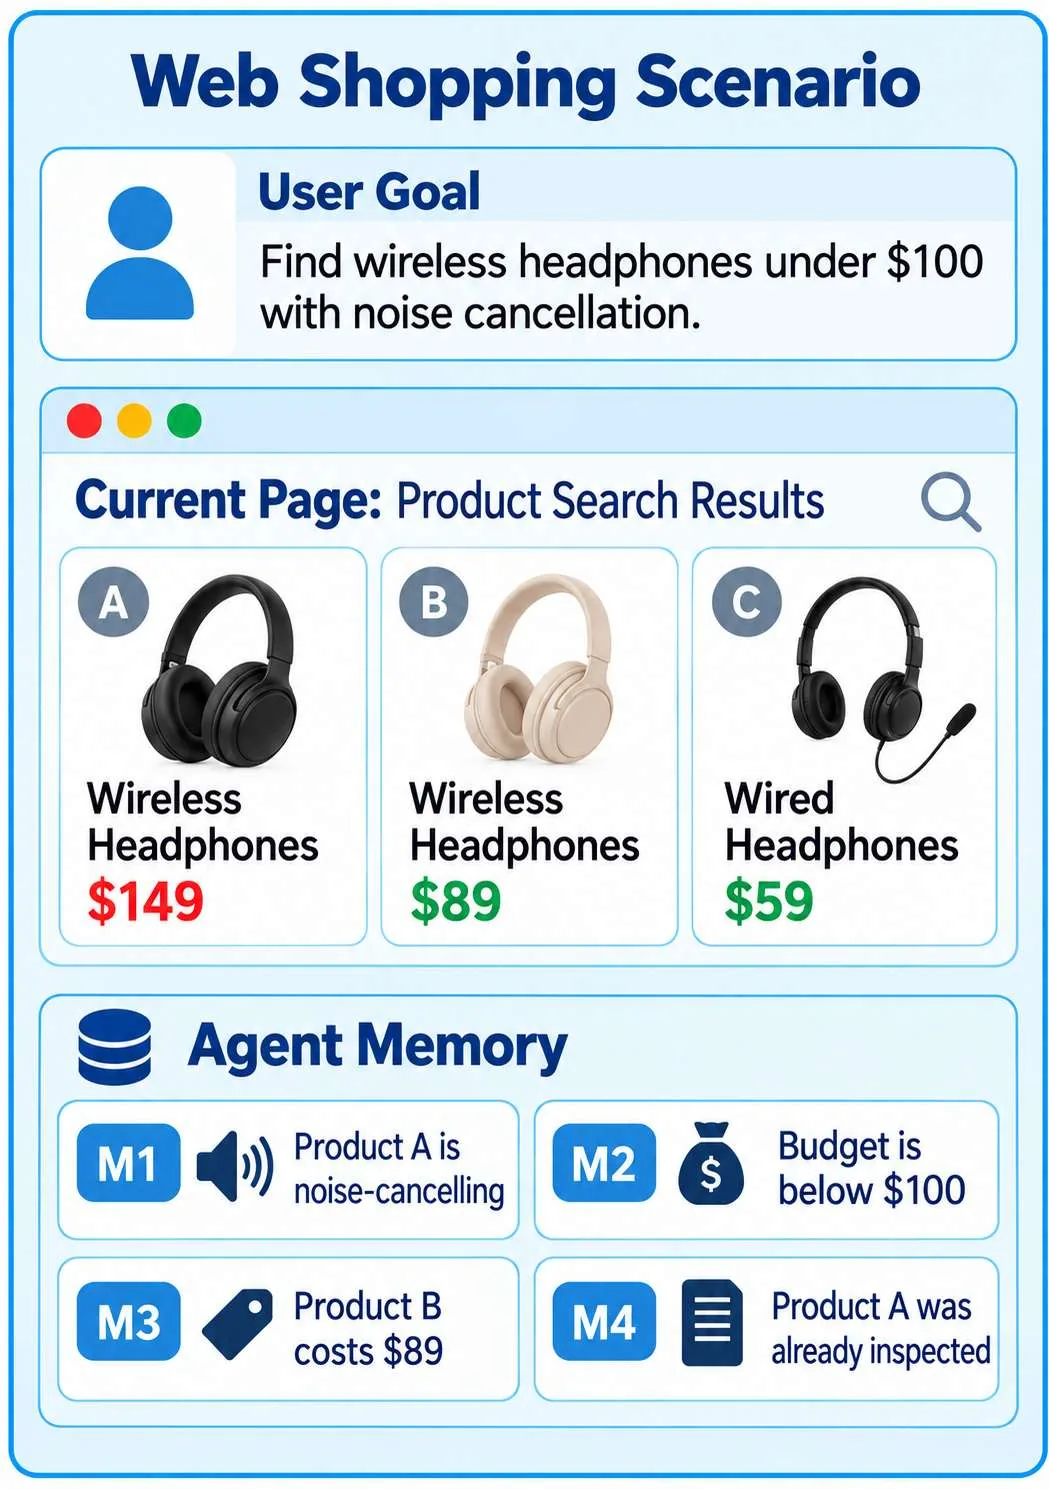 Web Shopping Scenario
User Goal
Find wireless headphones under $100
with noise cancellation.
Current Page: Product Search Results
A
Wireless
Headphones
$149
B
Wireless
Headphones
$89
C
Wired
Headphones
$59
Agent Memory
M1
Product A is
noise-cancelling
M2
$
Budget is
below $100
M3
Product B
costs $89
M4
Product A was
already inspected